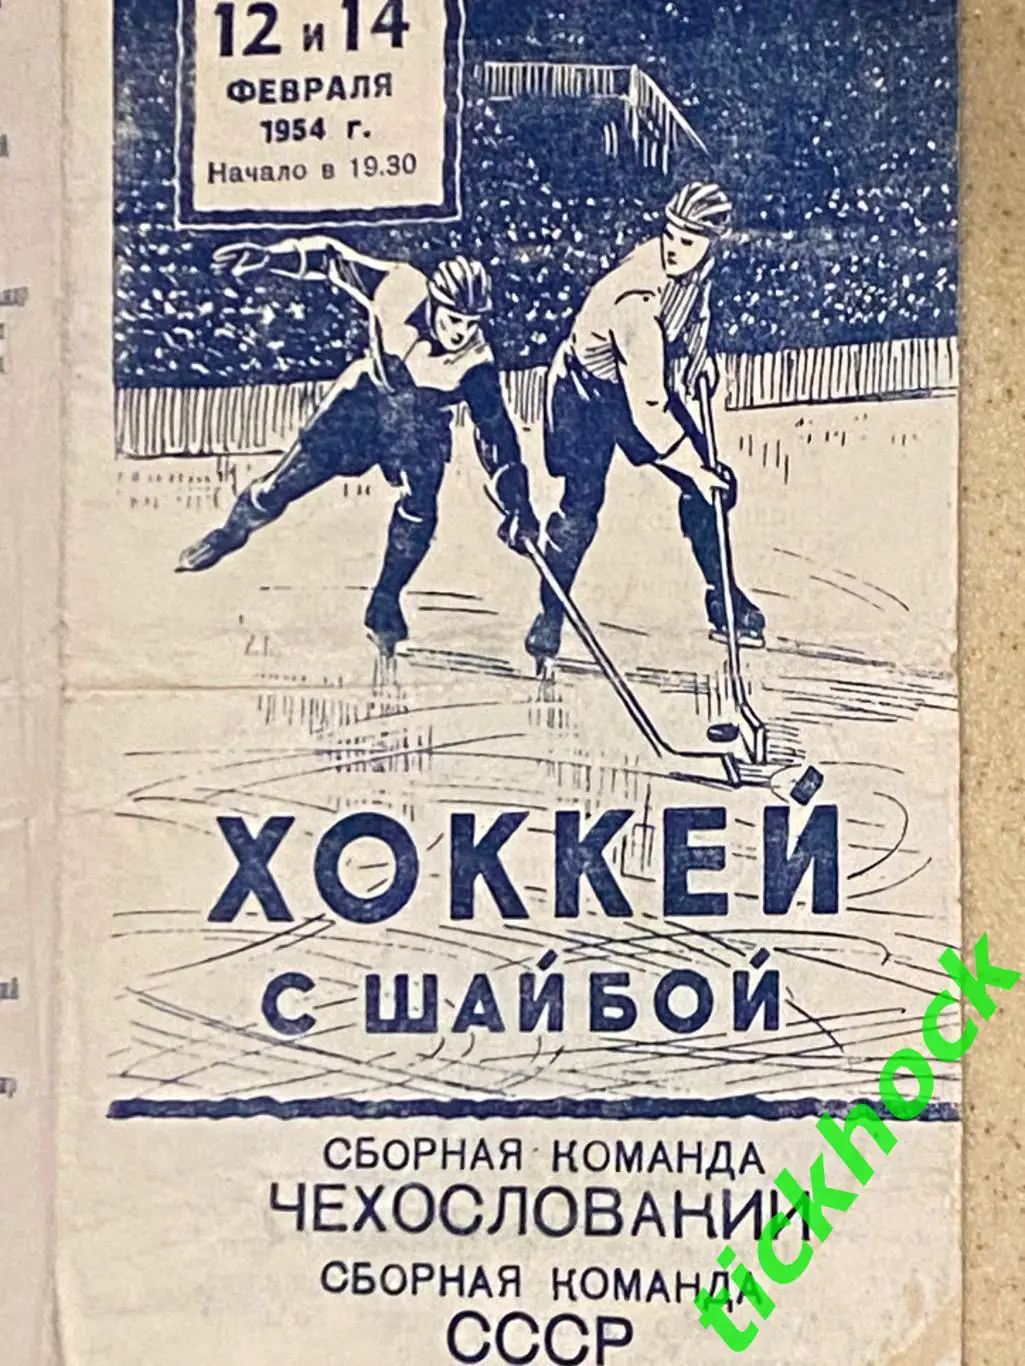 12 и 14
ФЕВРАЛЯ
1954 г.
Начало в 19.30
ХОККЕЙ
С ШАЙБОЙ
СБОРНАЯ КОМАНДА
ЧЕХОСЛОВАКИИ
СБОРНАЯ КОМАНДА
СССР
tickhock